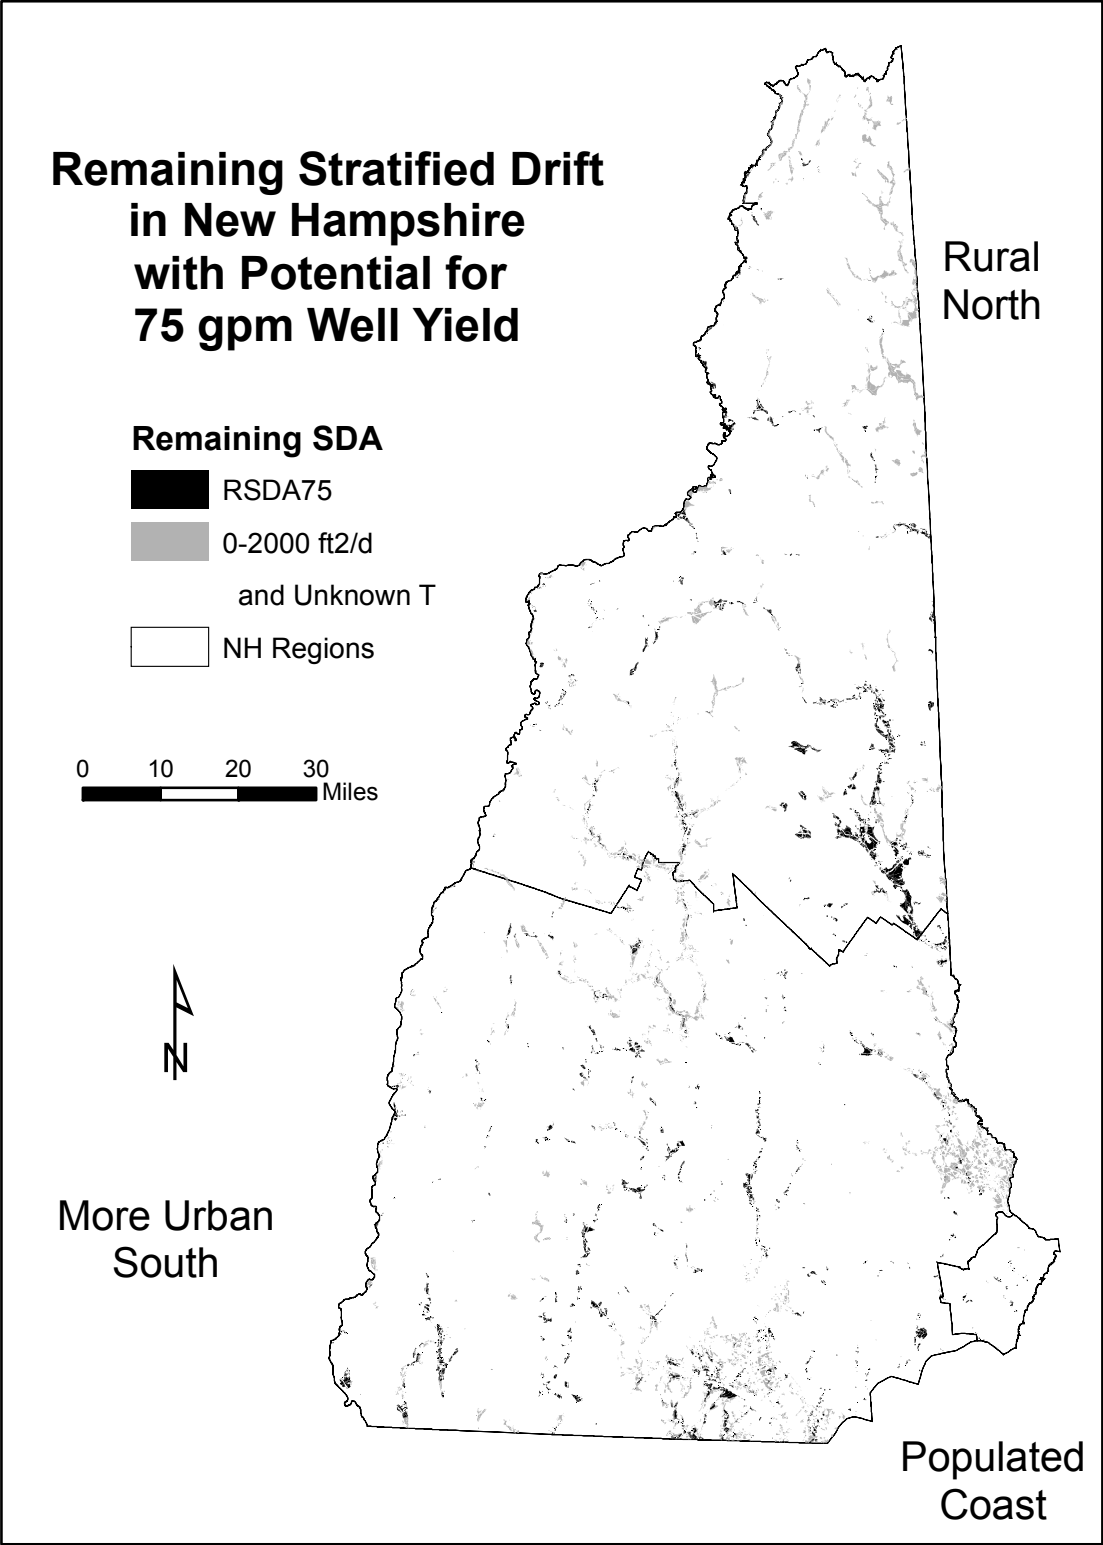 Remaining Stratified Drift
in New Hampshire
with Potential for
75 gpm Well Yield
Rural
North
Remaining SDA
RSDA75
0-2000 ft2/d
and Unknown T
NH Regions
0 10 20 30
Miles
N
More Urban
South
Populated
Coast